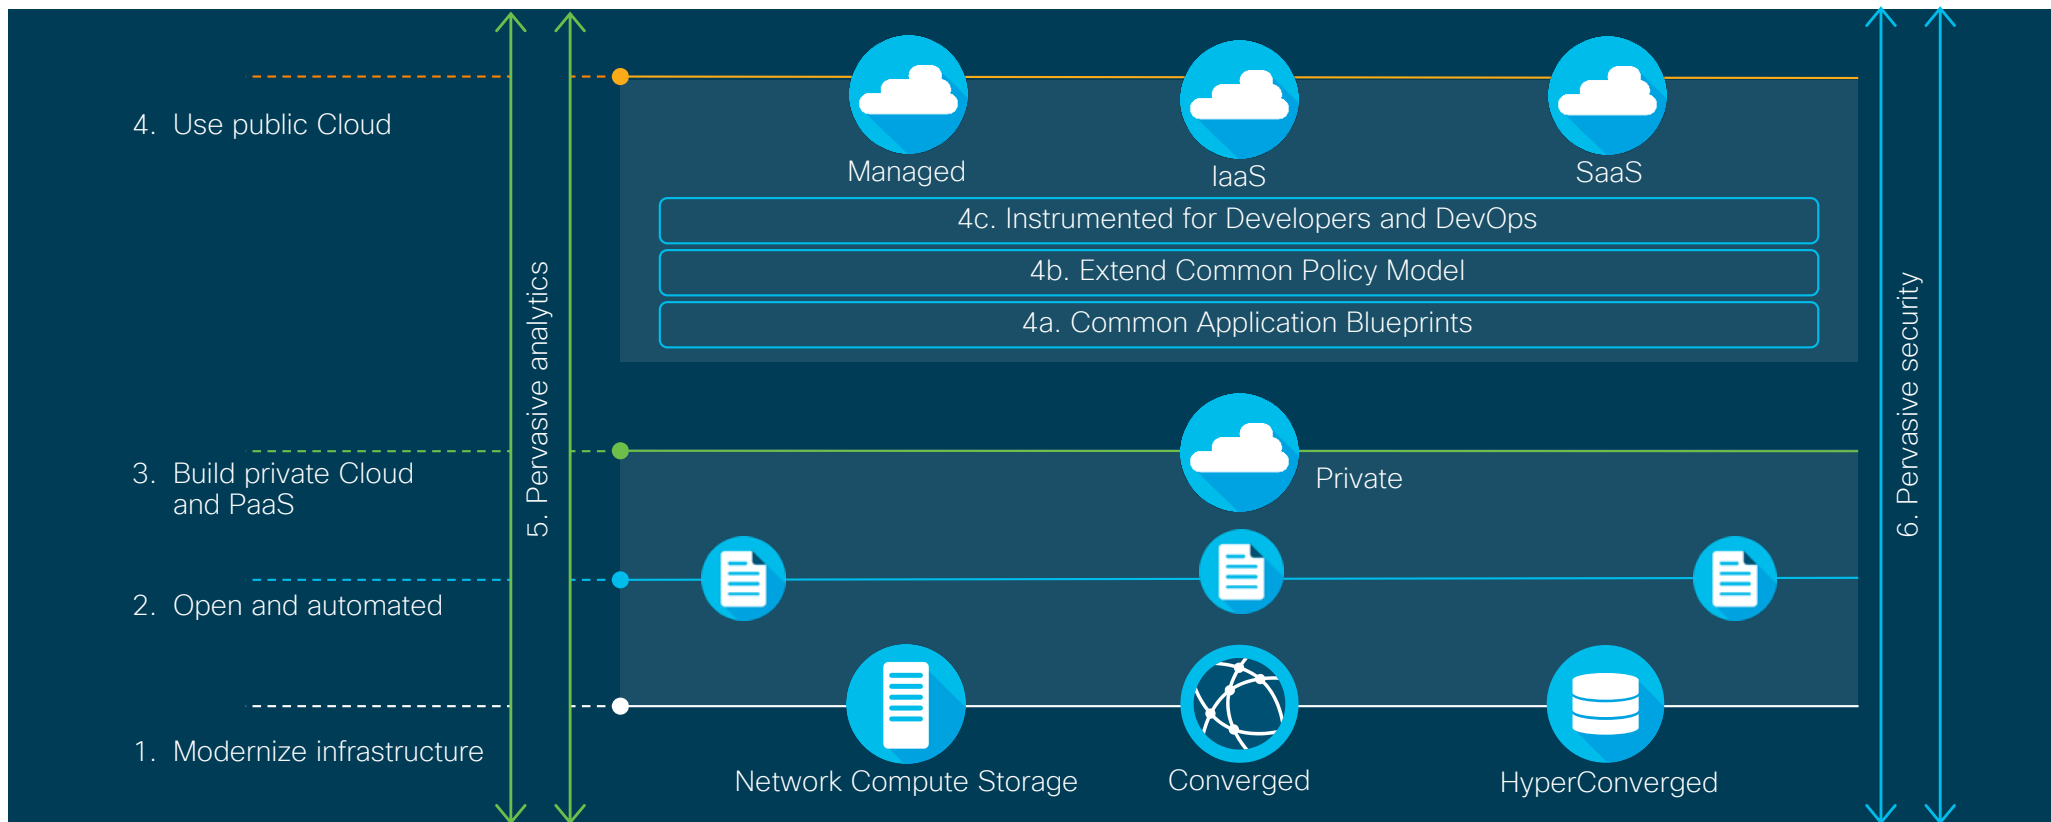 4. Use public Cloud
Managed
IaaS
SaaS
4c. Instrumented for Developers and DevOps
4b. Extend Common Policy Model
4a. Common Application Blueprints
5. Pervasive analytics
6. Pervasive security
3. Build private Cloud
and PaaS
Private
2. Open and automated
1. Modernize infrastructure
Network Compute Storage
Converged
HyperConverged